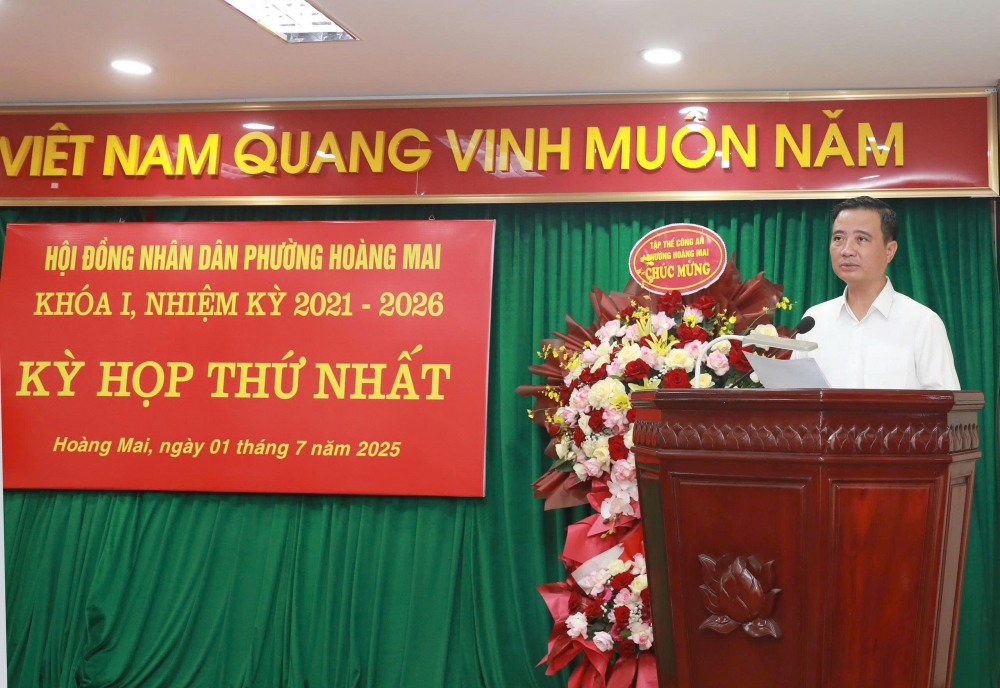 VIỆT NAM QUANG VINH MUÔN NĂM
HỘI ĐỒNG NHÂN DÂN PHƯỜNG HOÀNG MAI
KHÓA I, NHIỆM KỲ 2021 - 2026
KỲ HỌP THỨ NHẤT
Hoàng Mai, ngày 01 tháng 7 năm 2025
TẬP THỂ CÔNG AN
PHƯỜNG HOÀNG MAI
CHÚC MỪNG